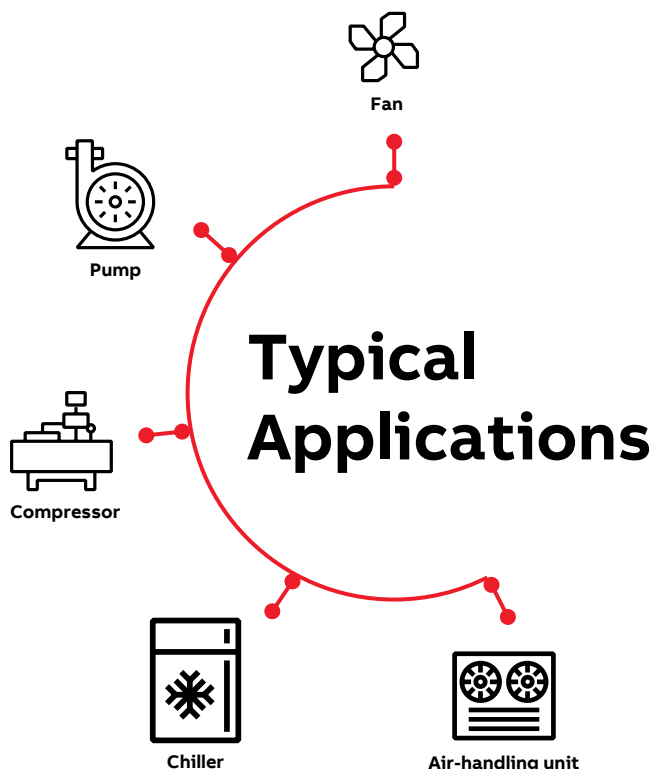 Fan
Pump
Typical
Applications
Compressor
Chiller
Air-handling unit